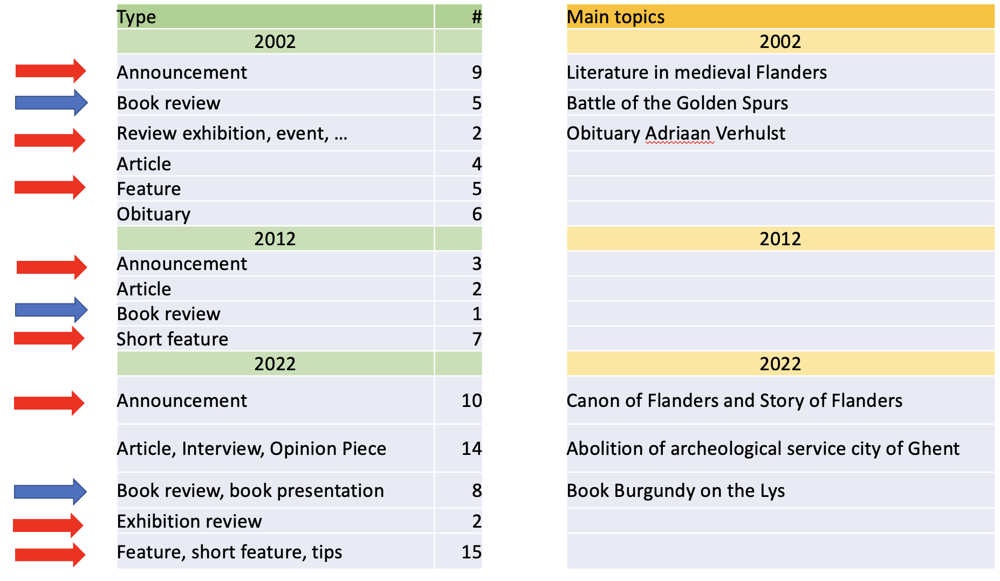 Type #
2002
Announcement 9
Book review 5
Review exhibition, event, ... 2
Article 4
Feature 5
Obituary 6
2012
Announcement 3
Article 2
Book review 1
Short feature 7
2022
Announcement 10
Article, Interview, Opinion Piece 14
Book review, book presentation 8
Exhibition review 2
Feature, short feature, tips 15
Main topics
2002
Literature in medieval Flanders
Battle of the Golden Spurs
Obituary Adriaan Verhulst
2012
2022
Canon of Flanders and Story of Flanders
Abolition of archeological service city of Ghent
Book Burgundy on the Lys